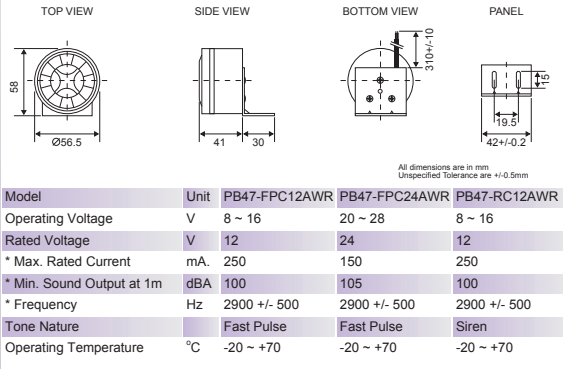 TOP VIEW SIDE VIEW BOTTOM VIEW PANEL
58
Ø56.5
41 30
310+/-10
15
19.5
42+/-0.2
All dimensions are in mm
Unspecified Tolerance are +/-0.5mm
Model Unit PB47-FPC12AWR PB47-FPC24AWR PB47-RC12AWR
Operating Voltage V 8 ~ 16 20 ~ 28 8 ~ 16
Rated Voltage V 12 24 12
* Max. Rated Current mA. 250 150 250
* Min. Sound Output at 1m dBA 100 105 100
* Frequency Hz 2900 +/- 500 2900 +/- 500 2900 +/- 500
Tone Nature Fast Pulse Fast Pulse Siren
Operating Temperature °C -20 ~ +70 -20 ~ +70 -20 ~ +70